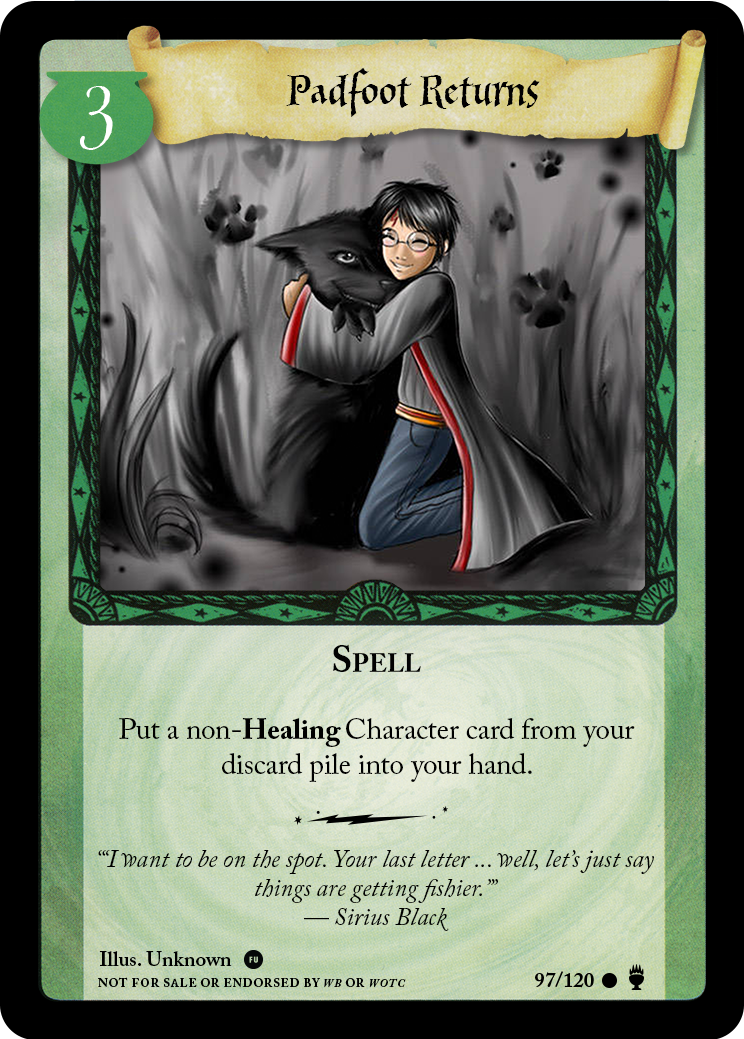 Padfoot Returns
3
SPELL
Put a non-Healing Character card from your
discard pile into your hand.
“‘I want to be on the spot. Your last letter ... well, let’s just say
things are getting fishier.’”
— Sirius Black
Illus. Unknown FU
NOT FOR SALE OR ENDORSED BY WB OR WOTC
97/120